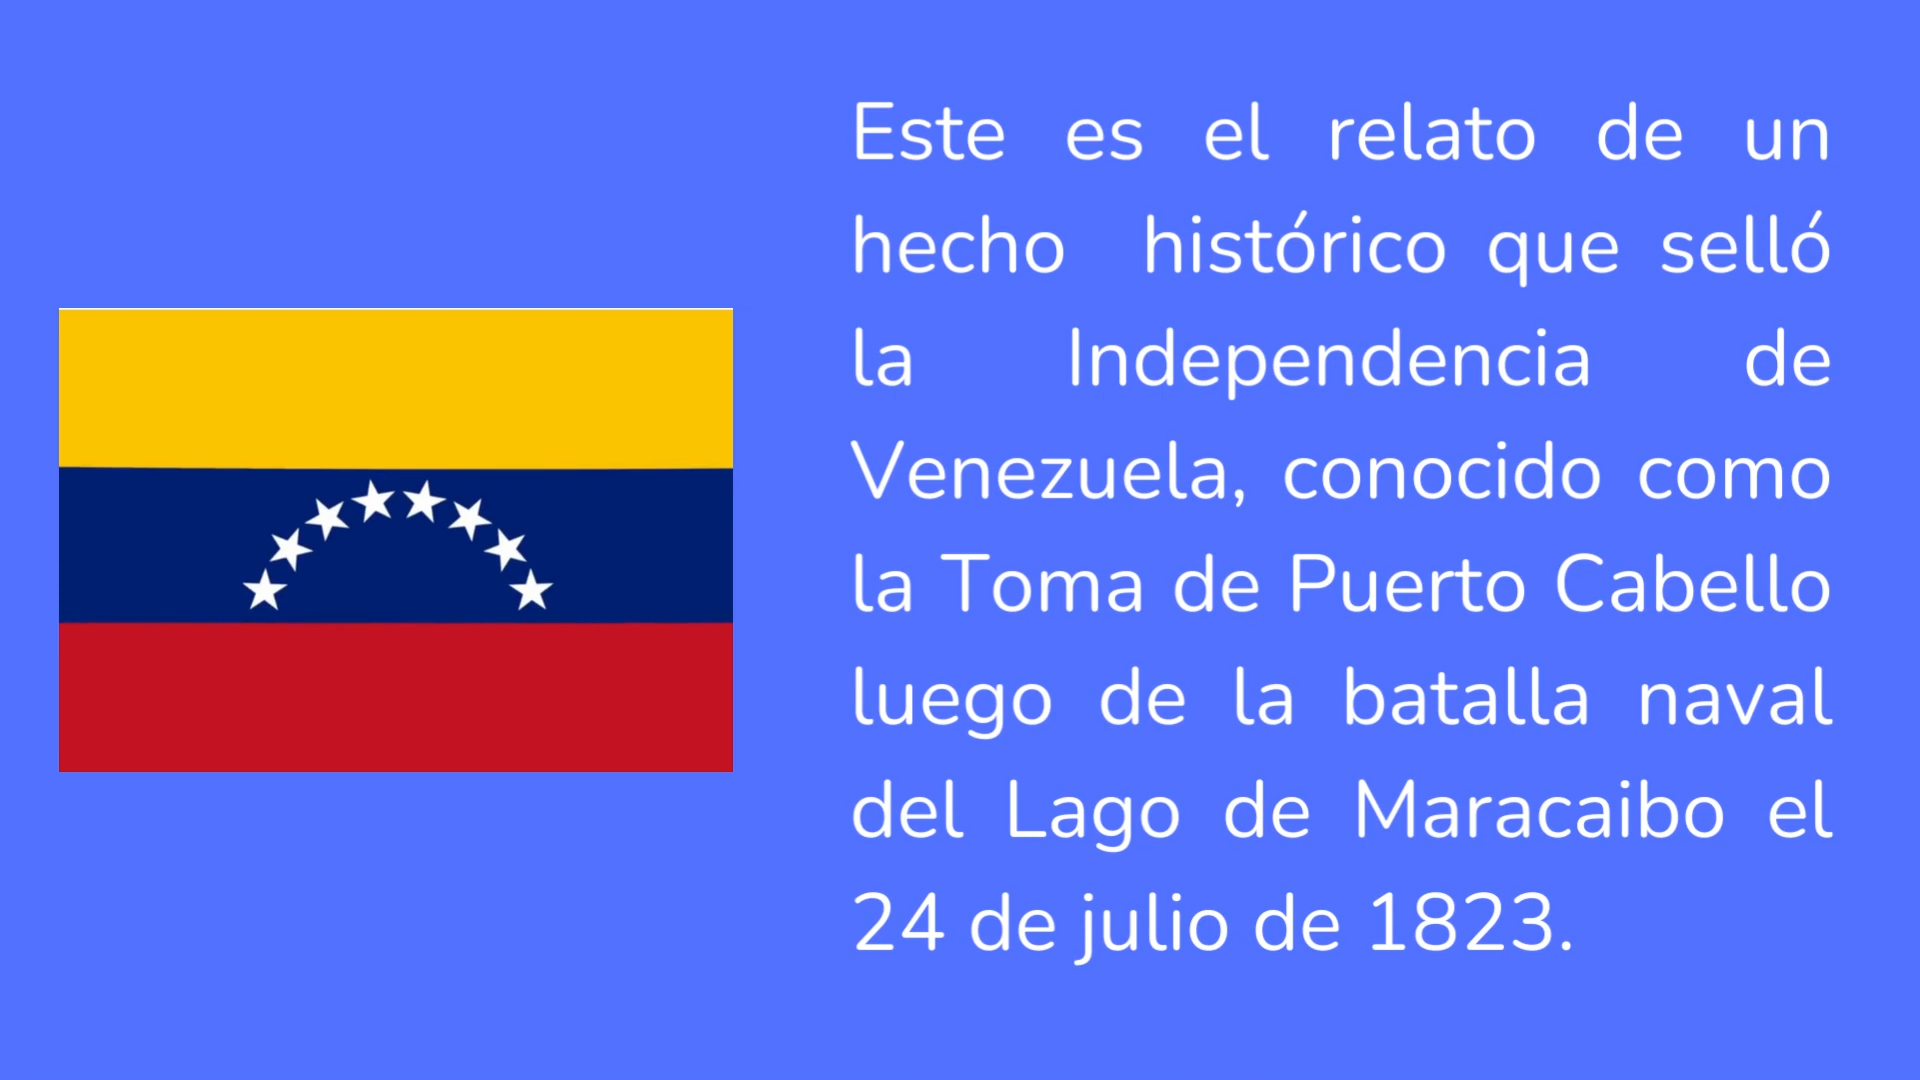 Este es el relato de un
hecho histórico que selló
la Independencia de
Venezuela, conocido como
la Toma de Puerto Cabello
luego de la batalla naval
del Lago de Maracaibo el
24 de julio de 1823.